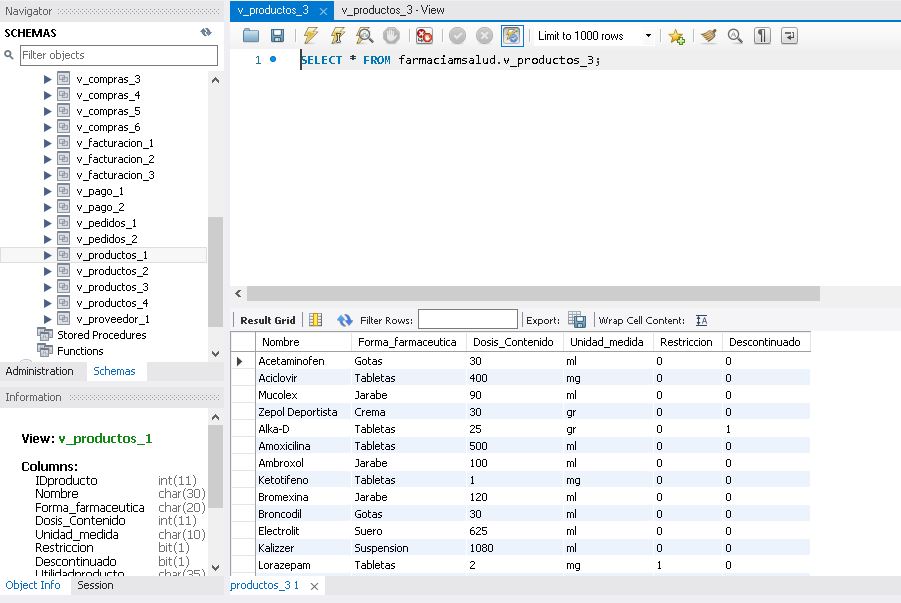 Navigator
SCHEMAS
Filter objects
v_compras_3
v_compras_4
v_compras_5
v_compras_6
v_facturacion_1
v_facturacion_2
v_facturacion_3
v_pago_1
v_pago_2
v_pedidos_1
v_pedidos_2
v_productos_1
v_productos_2
v_productos_3
v_productos_4
v_proveedor_1
Stored Procedures
Functions
Administration Schemas
Information
View: v_productos_1
Columns:
IDproducto int(11)
Nombre char(30)
Forma_farmaceutica char(20)
Dosis_Contenido int(11)
Unidad_medida char(10)
Restriccion bit(1)
Descontinuado bit(1)
Utilidadproducto char(35)
Object Info Session
v_productos_3 v_productos_3 - View
Limit to 1000 rows
1 SELECT * FROM farmaciamsalud.v_productos_3;
Result Grid Filter Rows: Export: Wrap Cell Content:
Nombre Forma_farmaceutica Dosis_Contenido Unidad_medida Restriccion Descontinuado
Acetaminofen Gotas 30 ml 0 0
Aciclovir Tabletas 400 mg 0 0
Mucolex Jarabe 90 ml 0 0
Zepol Deportista Crema 30 gr 0 0
Alka-D Tabletas 25 gr 0 1
Amoxicilina Tabletas 500 ml 0 0
Ambroxol Jarabe 100 ml 0 0
Ketotifeno Tabletas 1 mg 0 0
Bromexina Jarabe 120 ml 0 0
Broncodil Gotas 30 ml 0 0
Electrolit Suero 625 ml 0 0
Kalizzer Suspension 1080 ml 0 0
Lorazepam Tabletas 2 mg 1 0
productos_3 1